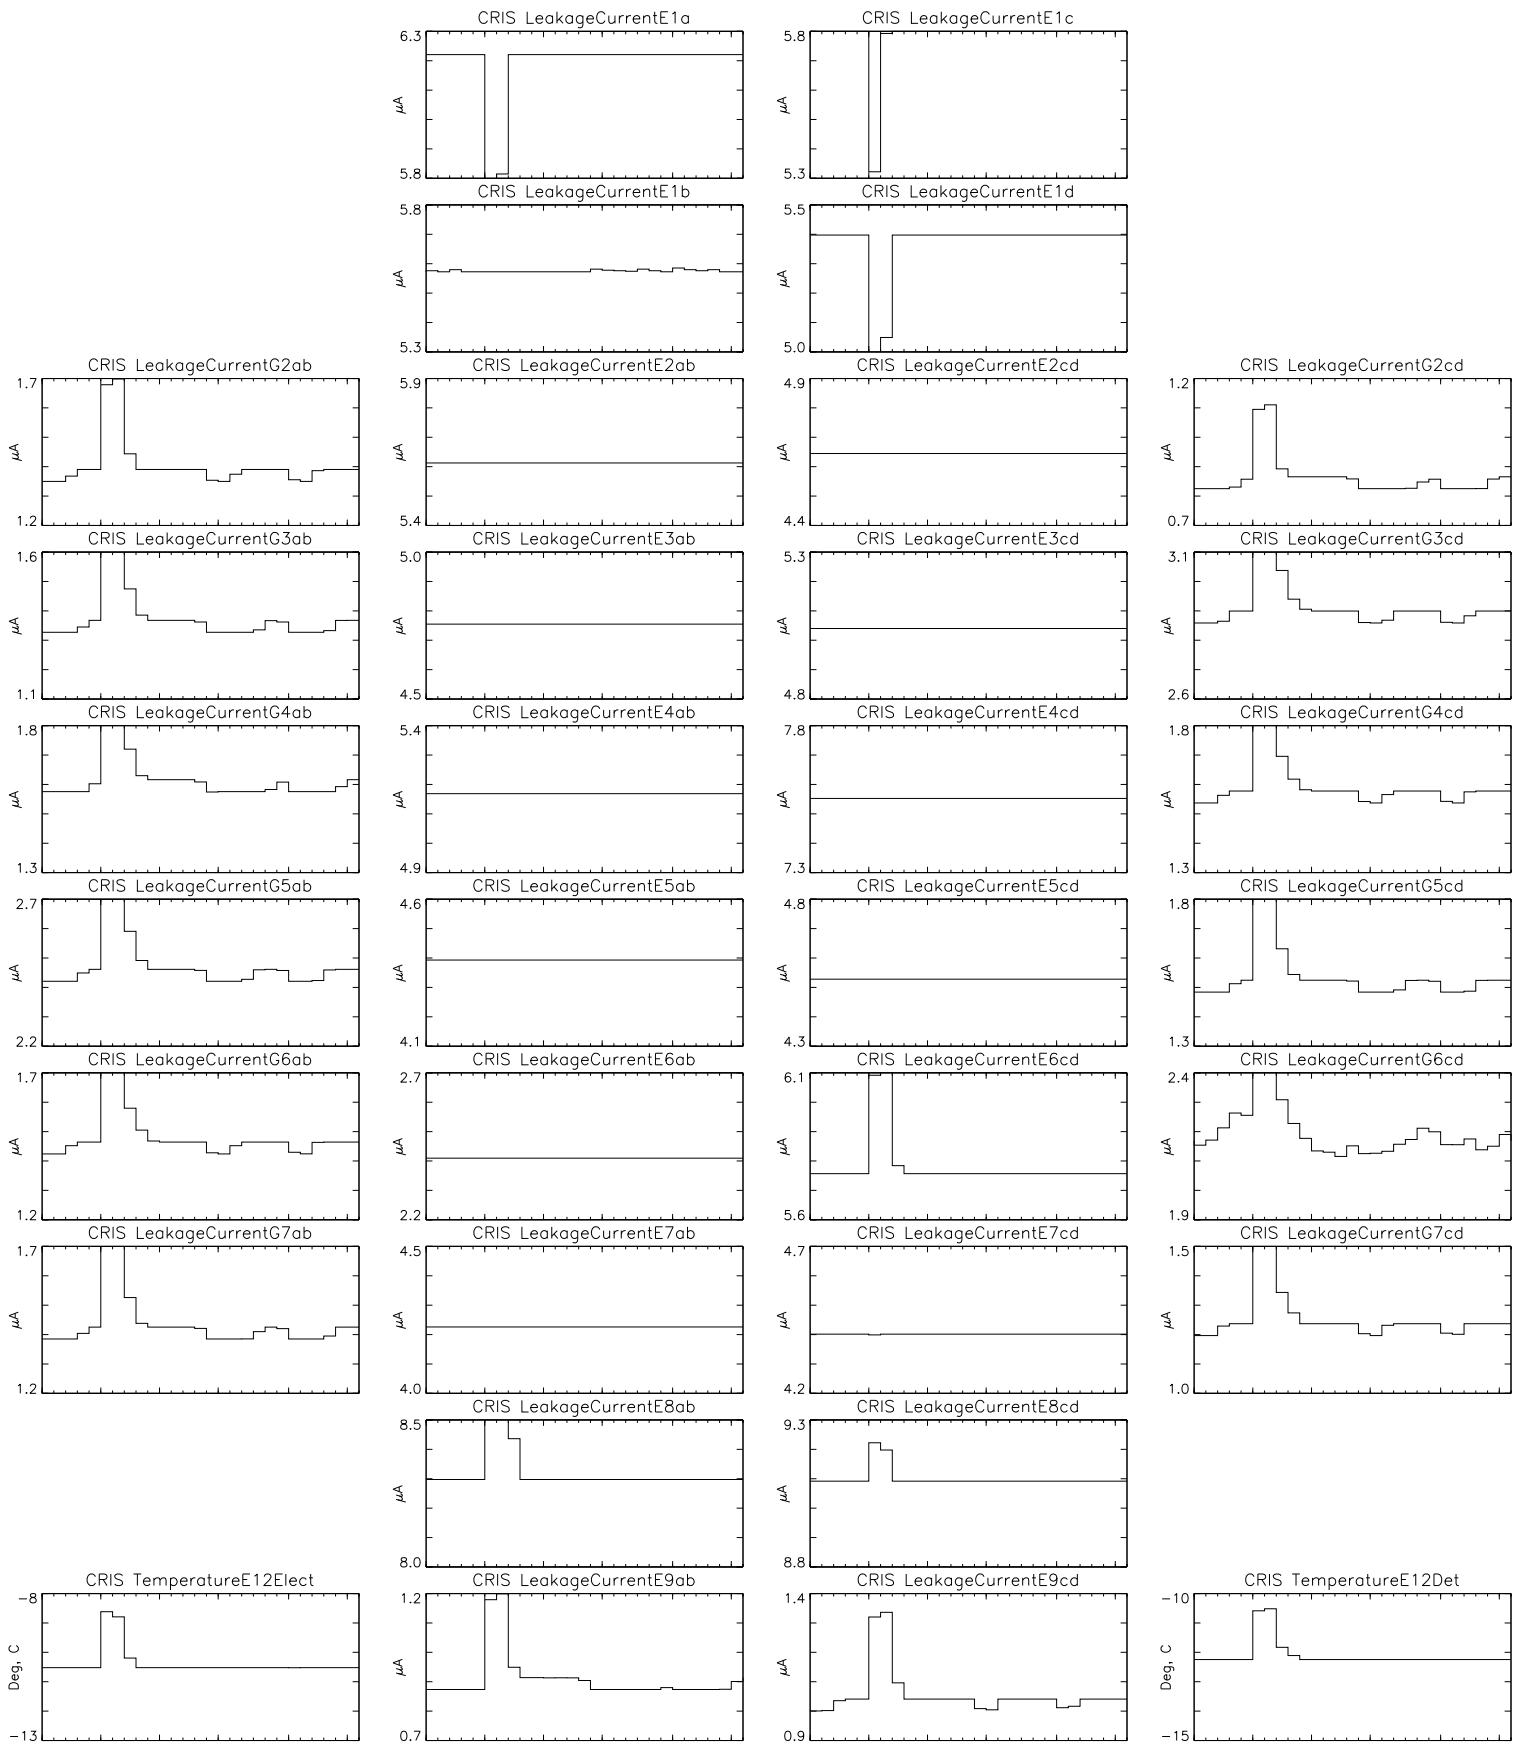 CRIS LeakageCurrentE1a
6.3
µA
5.8
CRIS LeakageCurrentE1c
5.8
µA
5.3
CRIS LeakageCurrentE1b
5.8
µA
5.3
CRIS LeakageCurrentE1d
5.5
µA
5.0
CRIS LeakageCurrentG2ab
1.7
µA
1.2
CRIS LeakageCurrentE2ab
5.9
µA
5.4
CRIS LeakageCurrentE2cd
4.9
µA
4.4
CRIS LeakageCurrentG2cd
1.2
µA
0.7
CRIS LeakageCurrentG3ab
1.6
µA
1.1
CRIS LeakageCurrentE3ab
5.0
µA
4.5
CRIS LeakageCurrentE3cd
5.3
µA
4.8
CRIS LeakageCurrentG3cd
3.1
µA
2.6
CRIS LeakageCurrentG4ab
1.8
µA
1.3
CRIS LeakageCurrentE4ab
5.4
µA
4.9
CRIS LeakageCurrentE4cd
7.8
µA
7.3
CRIS LeakageCurrentG4cd
1.8
µA
1.3
CRIS LeakageCurrentG5ab
2.7
µA
2.2
CRIS LeakageCurrentE5ab
4.6
µA
4.1
CRIS LeakageCurrentE5cd
4.8
µA
4.3
CRIS LeakageCurrentG5cd
1.8
µA
1.3
CRIS LeakageCurrentG6ab
1.7
µA
1.2
CRIS LeakageCurrentE6ab
2.7
µA
2.2
CRIS LeakageCurrentE6cd
6.1
µA
5.6
CRIS LeakageCurrentG6cd
2.4
µA
1.9
CRIS LeakageCurrentG7ab
1.7
µA
1.2
CRIS LeakageCurrentE7ab
4.5
µA
4.0
CRIS LeakageCurrentE7cd
4.7
µA
4.2
CRIS LeakageCurrentG7cd
1.5
µA
1.0
CRIS LeakageCurrentE8ab
8.5
µA
8.0
CRIS LeakageCurrentE8cd
9.3
µA
8.8
CRIS TemperatureE12Elect
-8
Deg, C
-13
CRIS LeakageCurrentE9ab
1.2
µA
0.7
CRIS LeakageCurrentE9cd
1.4
µA
0.9
CRIS TemperatureE12Det
-10
Deg, C
-15